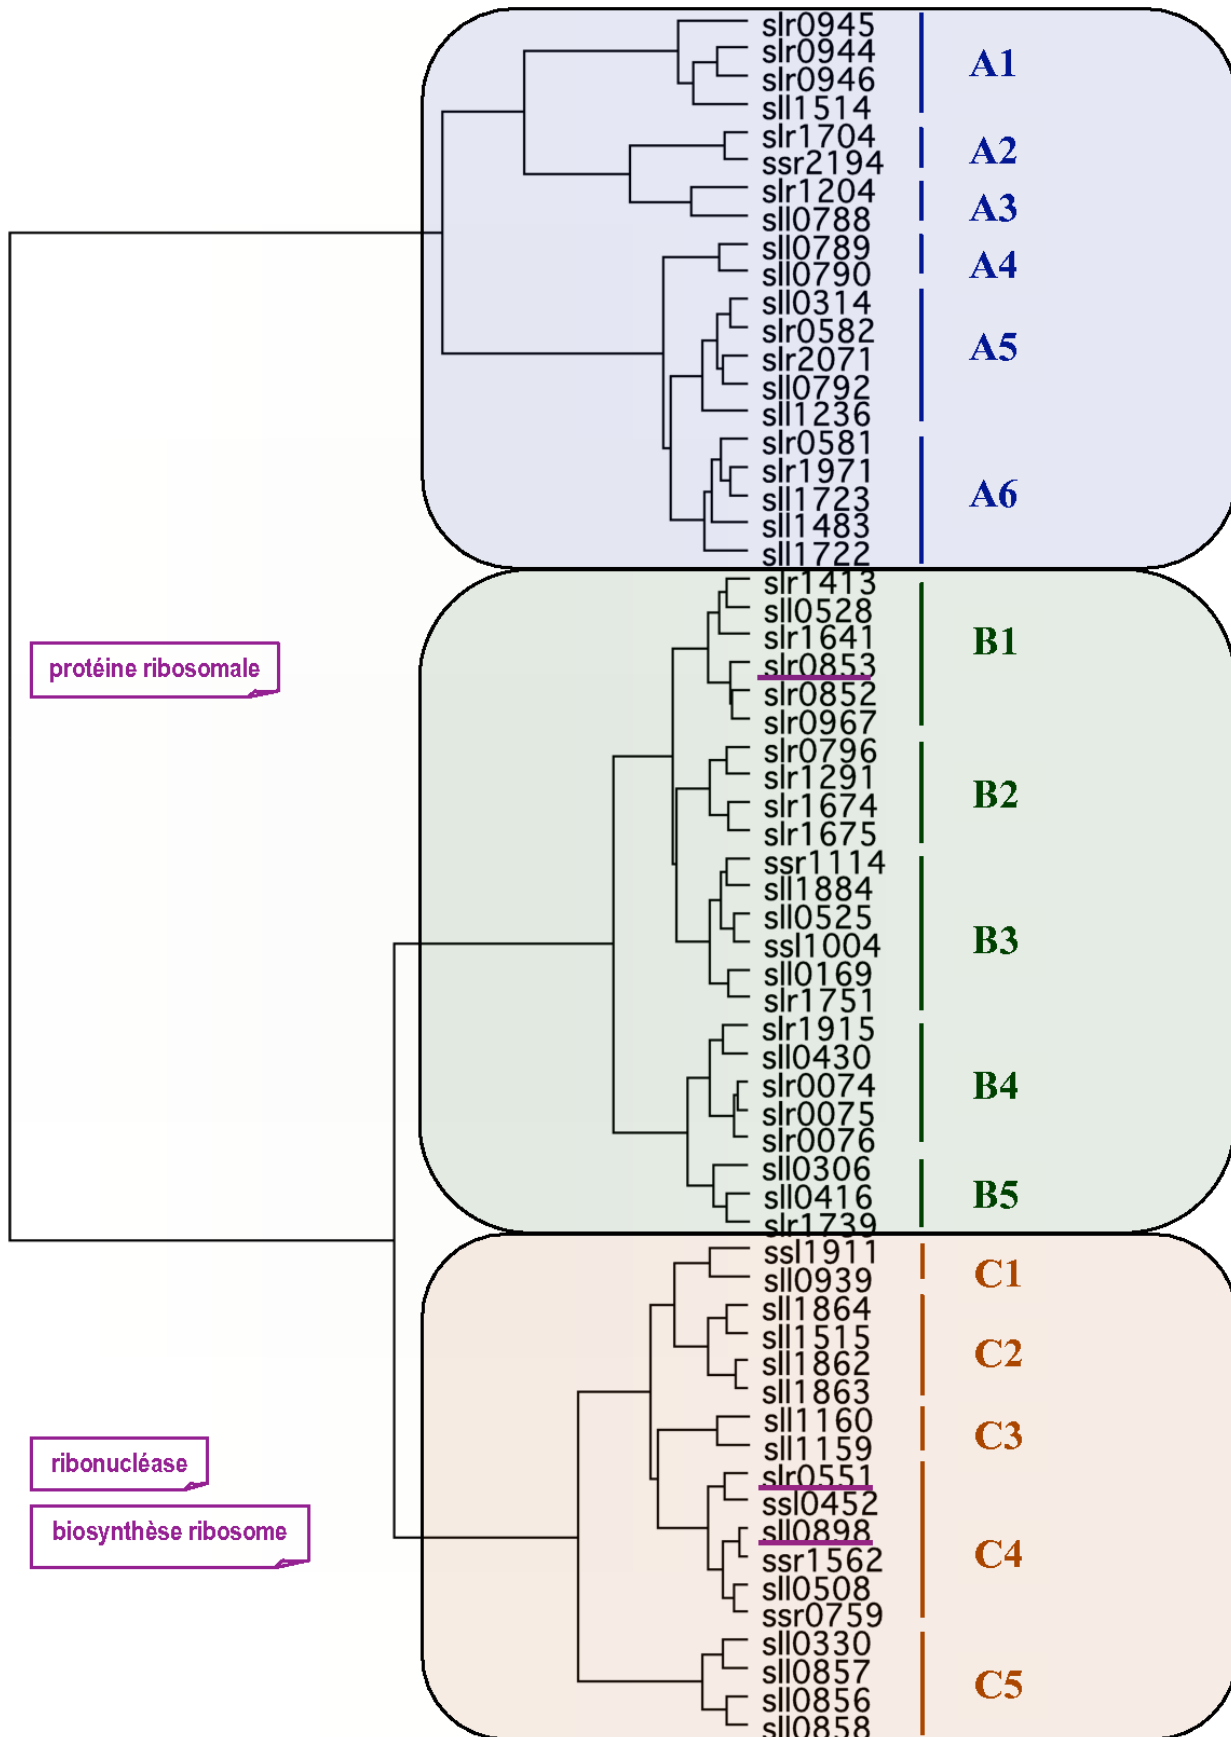 slr0945
slr0944
slr0946
sll1514
A1
slr1704
ssr2194
A2
slr1204
sll0788
A3
sll0789
sll0790
A4
sll0314
slr0582
slr2071
sll0792
sll1236
A5
slr0581
slr1971
sll1723
sll1483
sll1722
A6
protéine ribosomale
slr1413
sll0528
slr1641
slr0853
slr0852
slr0967
B1
slr0796
slr1291
slr1674
slr1675
B2
ssr1114
sll1884
sll0525
ssl1004
sll0169
slr1751
B3
slr1915
sll0430
slr0074
slr0075
slr0076
B4
sll0306
sll0416
slr1739
B5
ssl1911
sll0939
C1
sll1864
sll1515
sll1862
sll1863
C2
sll1160
sll1159
C3
ribonucléase
biosynthèse ribosome
slr0551
ssl0452
sll0898
ssr1562
sll0508
ssr0759
C4
sll0330
sll0857
sll0856
sll0858
C5